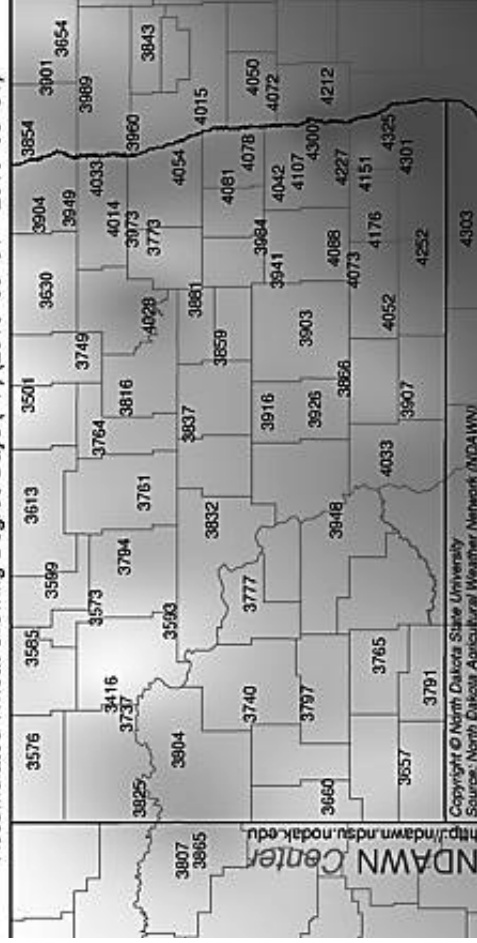 3576 3585 3613 3501 3630 3904 3854
3599 3901
3949 3654
3749 3989
3573 3764 4033
3416 4014
3737 3794 3816 3973 3960
3825 3761 4028 3773 3843
3593 4054
3807 3804 3837 3881
3865 4015
3832 3859 4081
3740 3777 4078 4050
3916 3984 4072
3941 4042
3797 3903 4107
3926 43007
3660 3948 3866 4088 4227 4212
4073 4151
3765 4033 4052 4176 4325
3657 3907 4301
3791 4252
4303
NDAWN Center
http://ndawn.ndsu.nodak.edu
Copyright © North Dakota State University
Source: North Dakota Agricultural Weather Network (NDAWN)